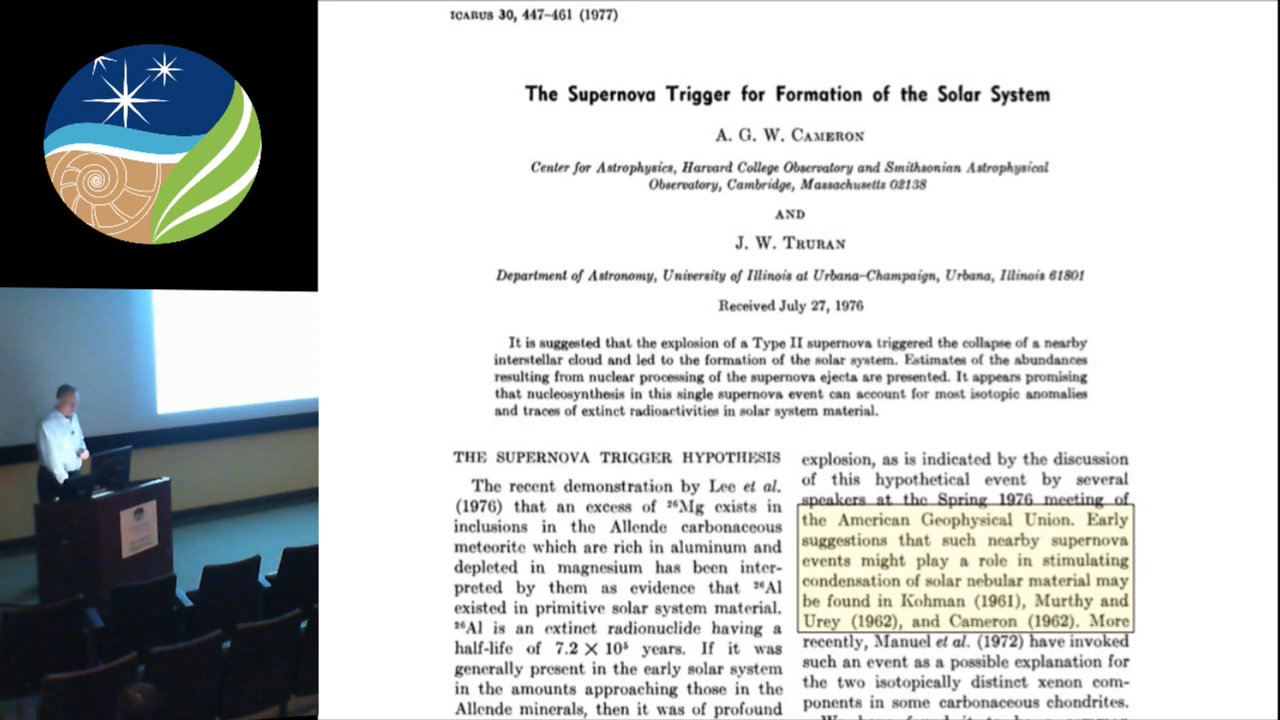 ICARUS 30, 447–461 (1977)
The Supernova Trigger for Formation of the Solar System
A. G. W. CAMERON
Center for Astrophysics, Harvard College Observatory and Smithsonian Astrophysical
Observatory, Cambridge, Massachusetts 02138
AND
J. W. TRURAN
Department of Astronomy, University of Illinois at Urbana–Champaign, Urbana, Illinois 61801
Received July 27, 1976
It is suggested that the explosion of a Type II supernova triggered the collapse of a nearby
interstellar cloud and led to the formation of the solar system. Estimates of the abundances
resulting from nuclear processing of the supernova ejecta are presented. It appears promising
that nucleosynthesis in this single supernova event can account for most isotopic anomalies
and traces of extinct radioactivities in solar system material.
THE SUPERNOVA TRIGGER HYPOTHESIS
The recent demonstration by Lee et al.
(1976) that an excess of ²⁶Mg exists in
inclusions in the Allende carbonaceous
meteorite which are rich in aluminum and
depleted in magnesium has been inter-
preted by them as evidence that ²⁶Al
existed in primitive solar system material.
²⁶Al is an extinct radionuclide having a
half-life of 7.2 × 10⁵ years. If it was
generally present in the early solar system
in the amounts approaching those in the
Allende minerals, then it was of profound
explosion, as is indicated by the discussion
of this hypothetical event by several
speakers at the Spring 1976 meeting of
the American Geophysical Union. Early
suggestions that such nearby supernova
events might play a role in stimulating
condensation of solar nebular material may
be found in Kohman (1961), Murthy and
Urey (1962), and Cameron (1962). More
recently, Manuel et al. (1972) have invoked
such an event as a possible explanation for
the two isotopically distinct xenon com-
ponents in some carbonaceous chondrites.